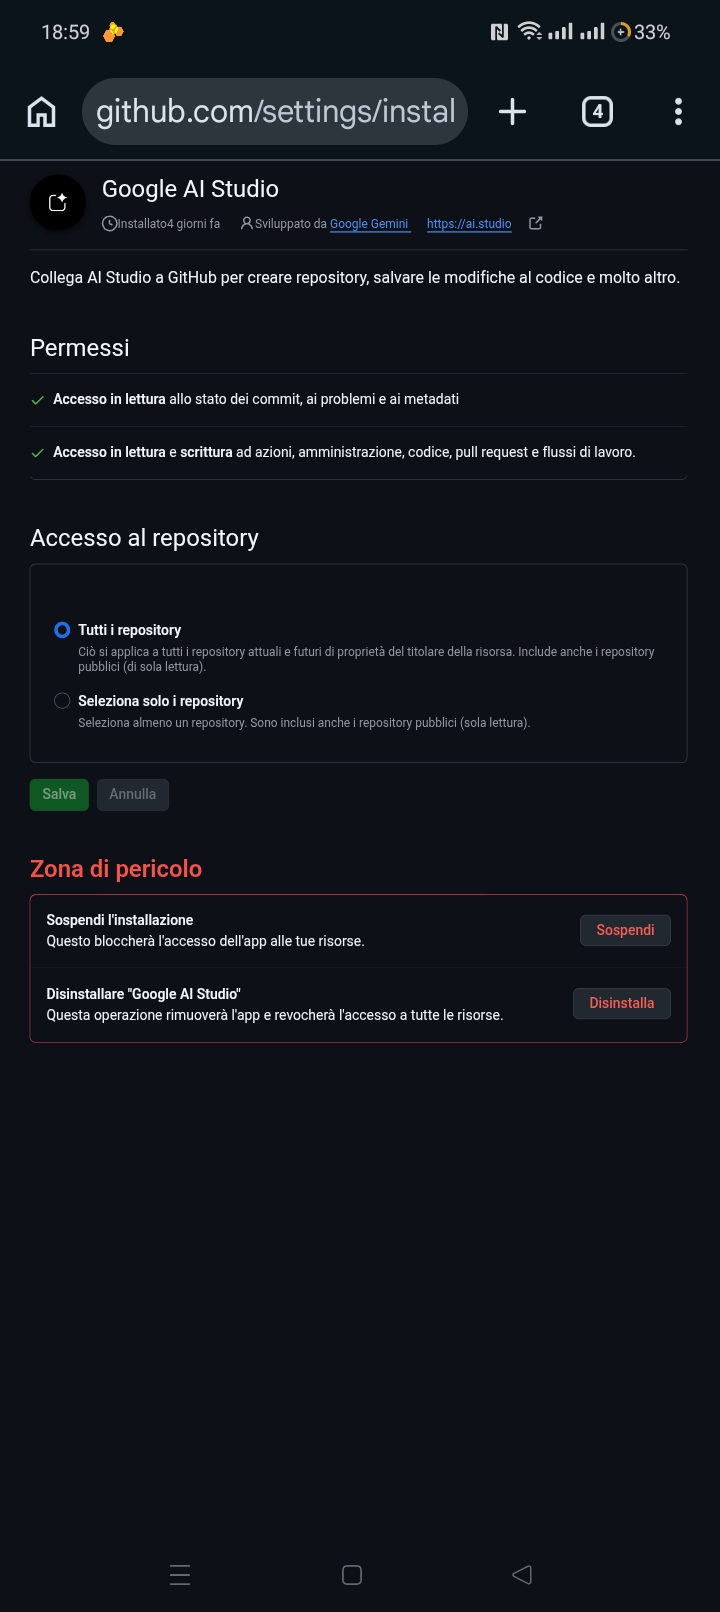 18:59
33%
github.com/settings/instal
4
Google AI Studio
Installato4 giorni fa Sviluppato da Google Gemini https://ai.studio
Collega AI Studio a GitHub per creare repository, salvare le modifiche al codice e molto altro.
Permessi
Accesso in lettura allo stato dei commit, ai problemi e ai metadati
Accesso in lettura e scrittura ad azioni, amministrazione, codice, pull request e flussi di lavoro.
Accesso al repository
Tutti i repository
Ciò si applica a tutti i repository attuali e futuri di proprietà del titolare della risorsa. Include anche i repository
pubblici (di sola lettura).
Seleziona solo i repository
Seleziona almeno un repository. Sono inclusi anche i repository pubblici (sola lettura).
Salva Annulla
Zona di pericolo
Sospendi l'installazione
Questo bloccherà l'accesso dell'app alle tue risorse.
Sospendi
Disinstallare "Google AI Studio"
Questa operazione rimuoverà l'app e revocherà l'accesso a tutte le risorse.
Disinstalla